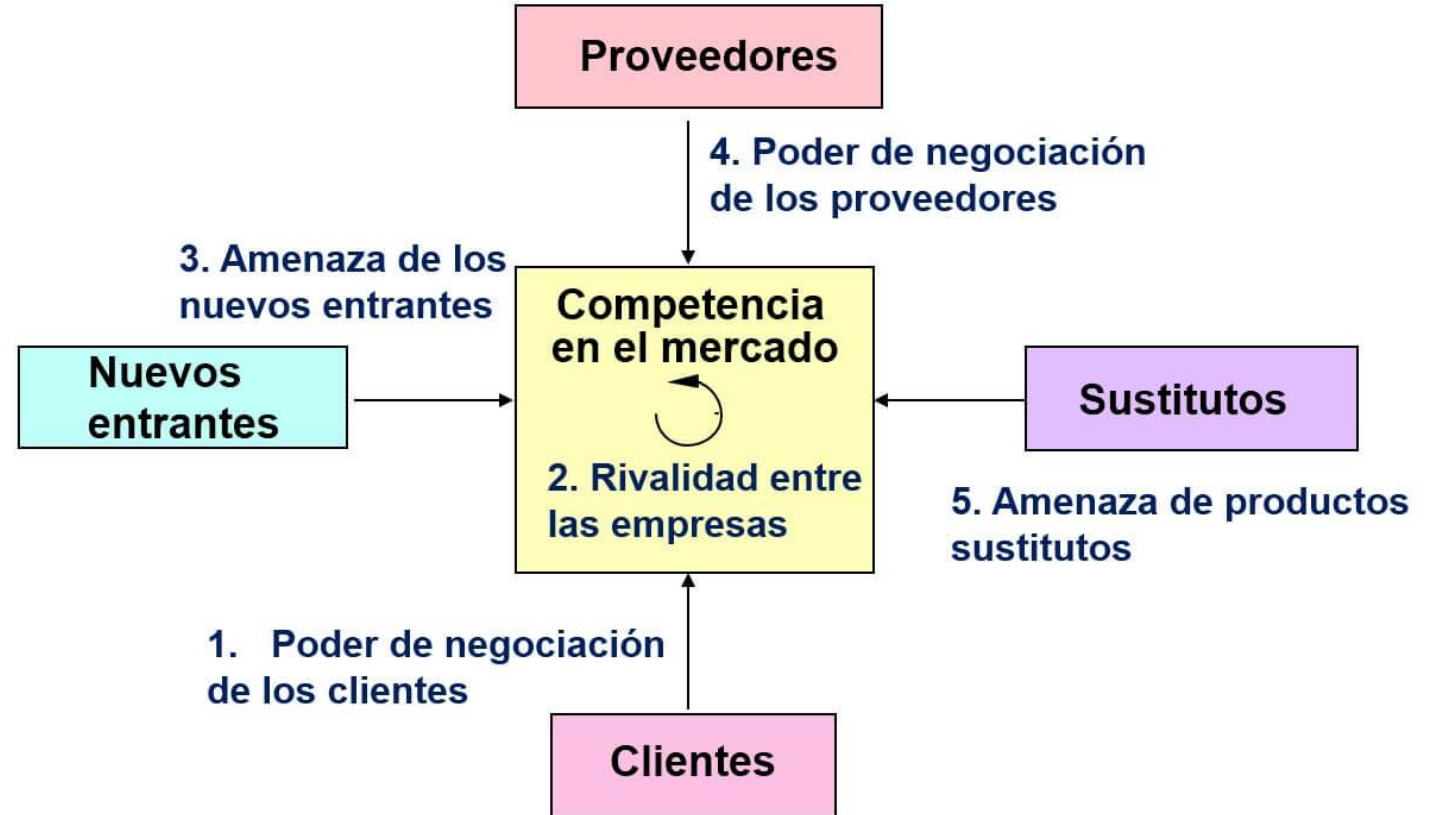 Proveedores
4. Poder de negociación
de los proveedores
3. Amenaza de los
nuevos entrantes
Nuevos
entrantes
Competencia
en el mercado
2. Rivalidad entre
las empresas
Sustitutos
5. Amenaza de productos
sustitutos
1. Poder de negociación
de los clientes
Clientes